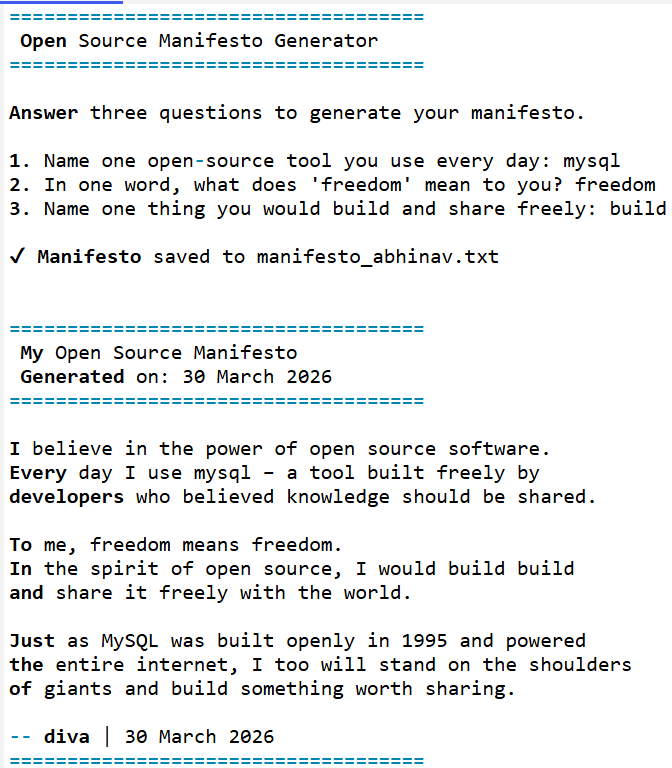 ====================================
Open Source Manifesto Generator
====================================
Answer three questions to generate your manifesto.
1. Name one open-source tool you use every day: mysql
2. In one word, what does 'freedom' mean to you? freedom
3. Name one thing you would build and share freely: build
✓ Manifesto saved to manifesto_abhinav.txt
====================================
My Open Source Manifesto
Generated on: 30 March 2026
====================================
I believe in the power of open source software.
Every day I use mysql – a tool built freely by
developers who believed knowledge should be shared.
To me, freedom means freedom.
In the spirit of open source, I would build build
and share it freely with the world.
Just as MySQL was built openly in 1995 and powered
the entire internet, I too will stand on the shoulders
of giants and build something worth sharing.
-- diva | 30 March 2026
====================================